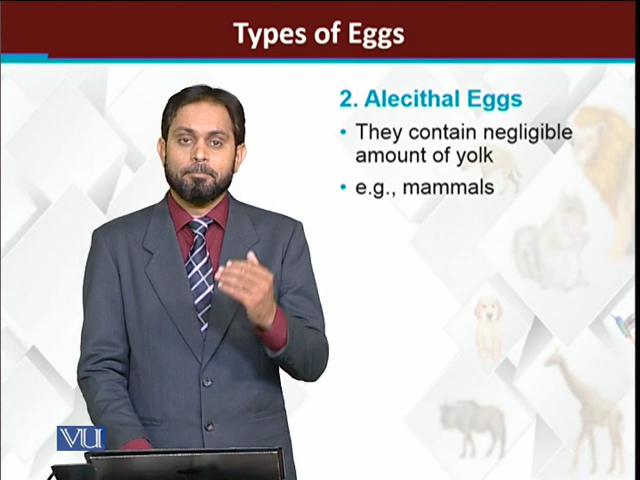 Types of Eggs
2. Alecithal Eggs
• They contain negligible
amount of yolk
• e.g., mammals
VU